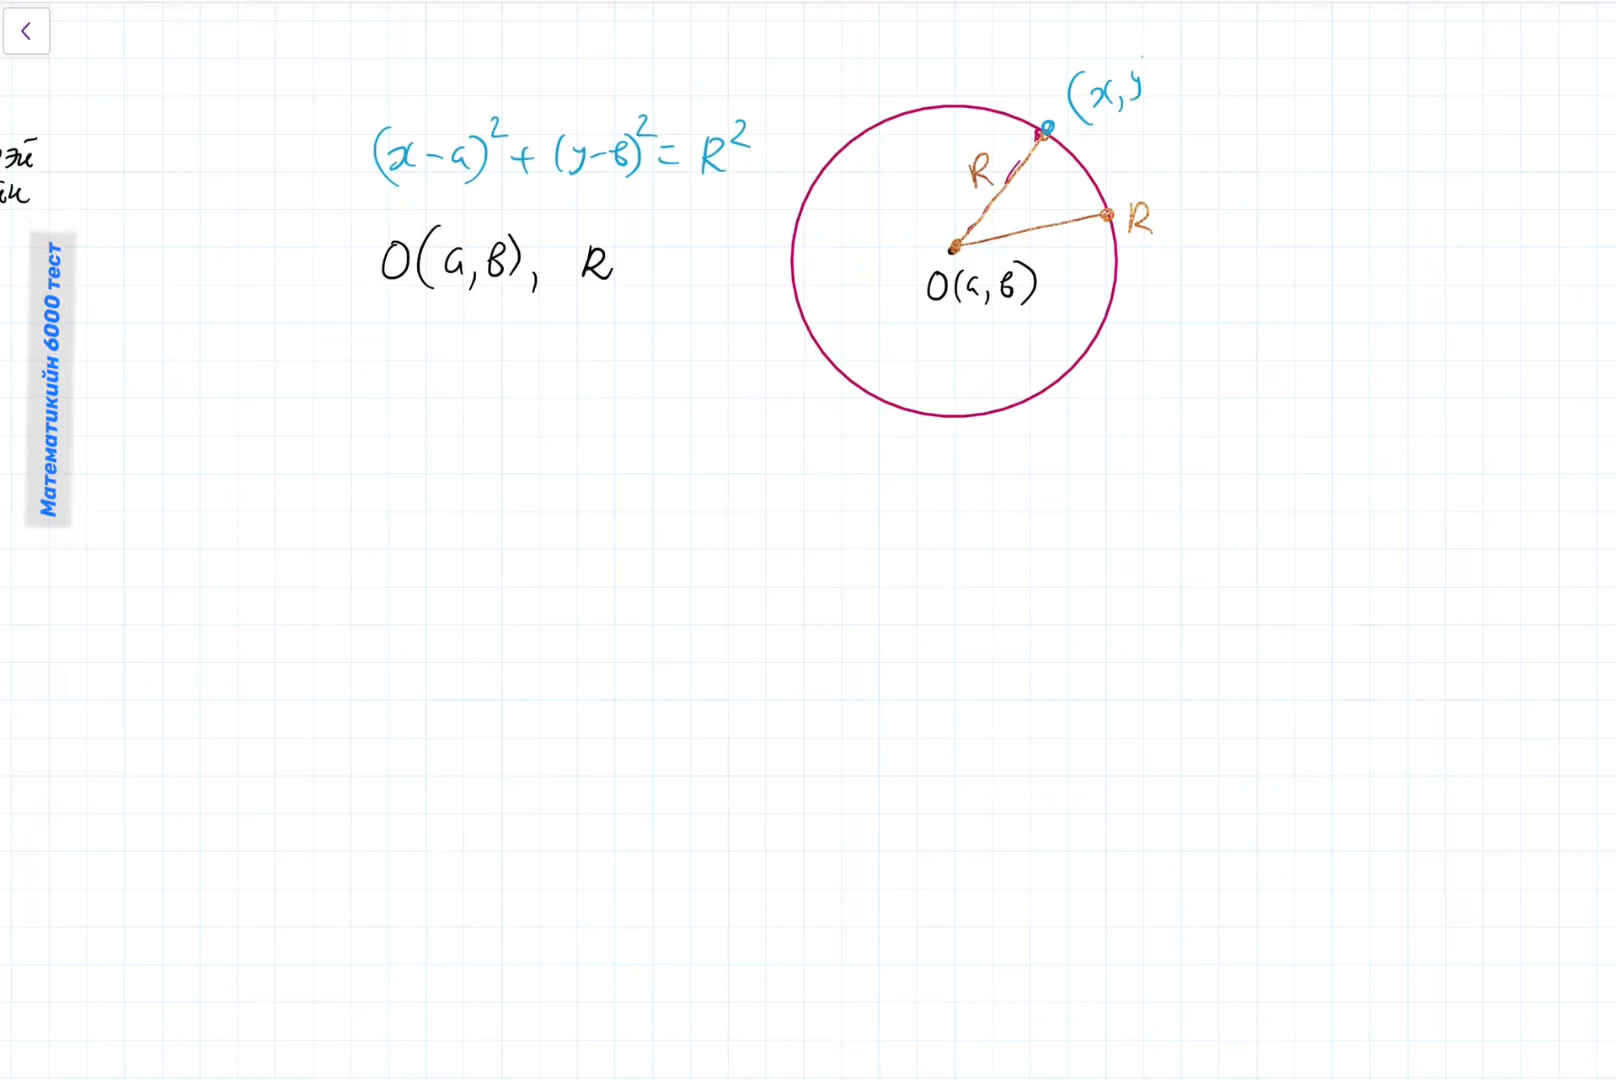 (x-a)² + (y-в)² = R²
O(a,в), R
(x,y
R
R
O(a,в)
Математикийн 6000 тест